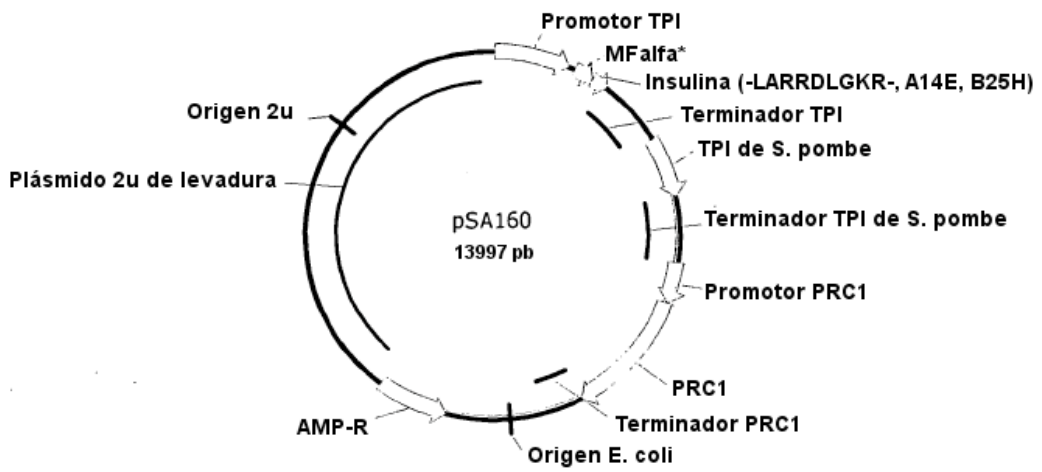 Promotor TPI
MFalfa*
Insulina (-LARRDLGKR-, A14E, B25H)
Terminador TPI
Origen 2u
TPI de S. pombe
Plásmido 2u de levadura
pSA160
13997 pb
Terminador TPI de S. pombe
Promotor PRC1
PRC1
AMP-R
Terminador PRC1
Origen E. coli